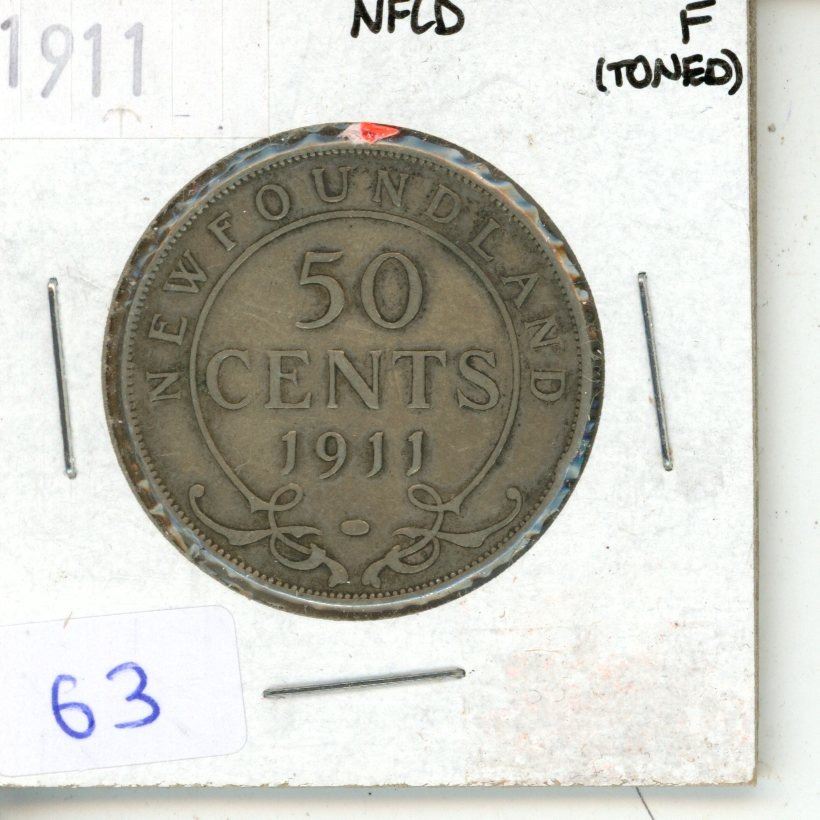 NFLD
F
1911
(TONED)
NEWFOUNDLAND
50
CENTS
1911
63